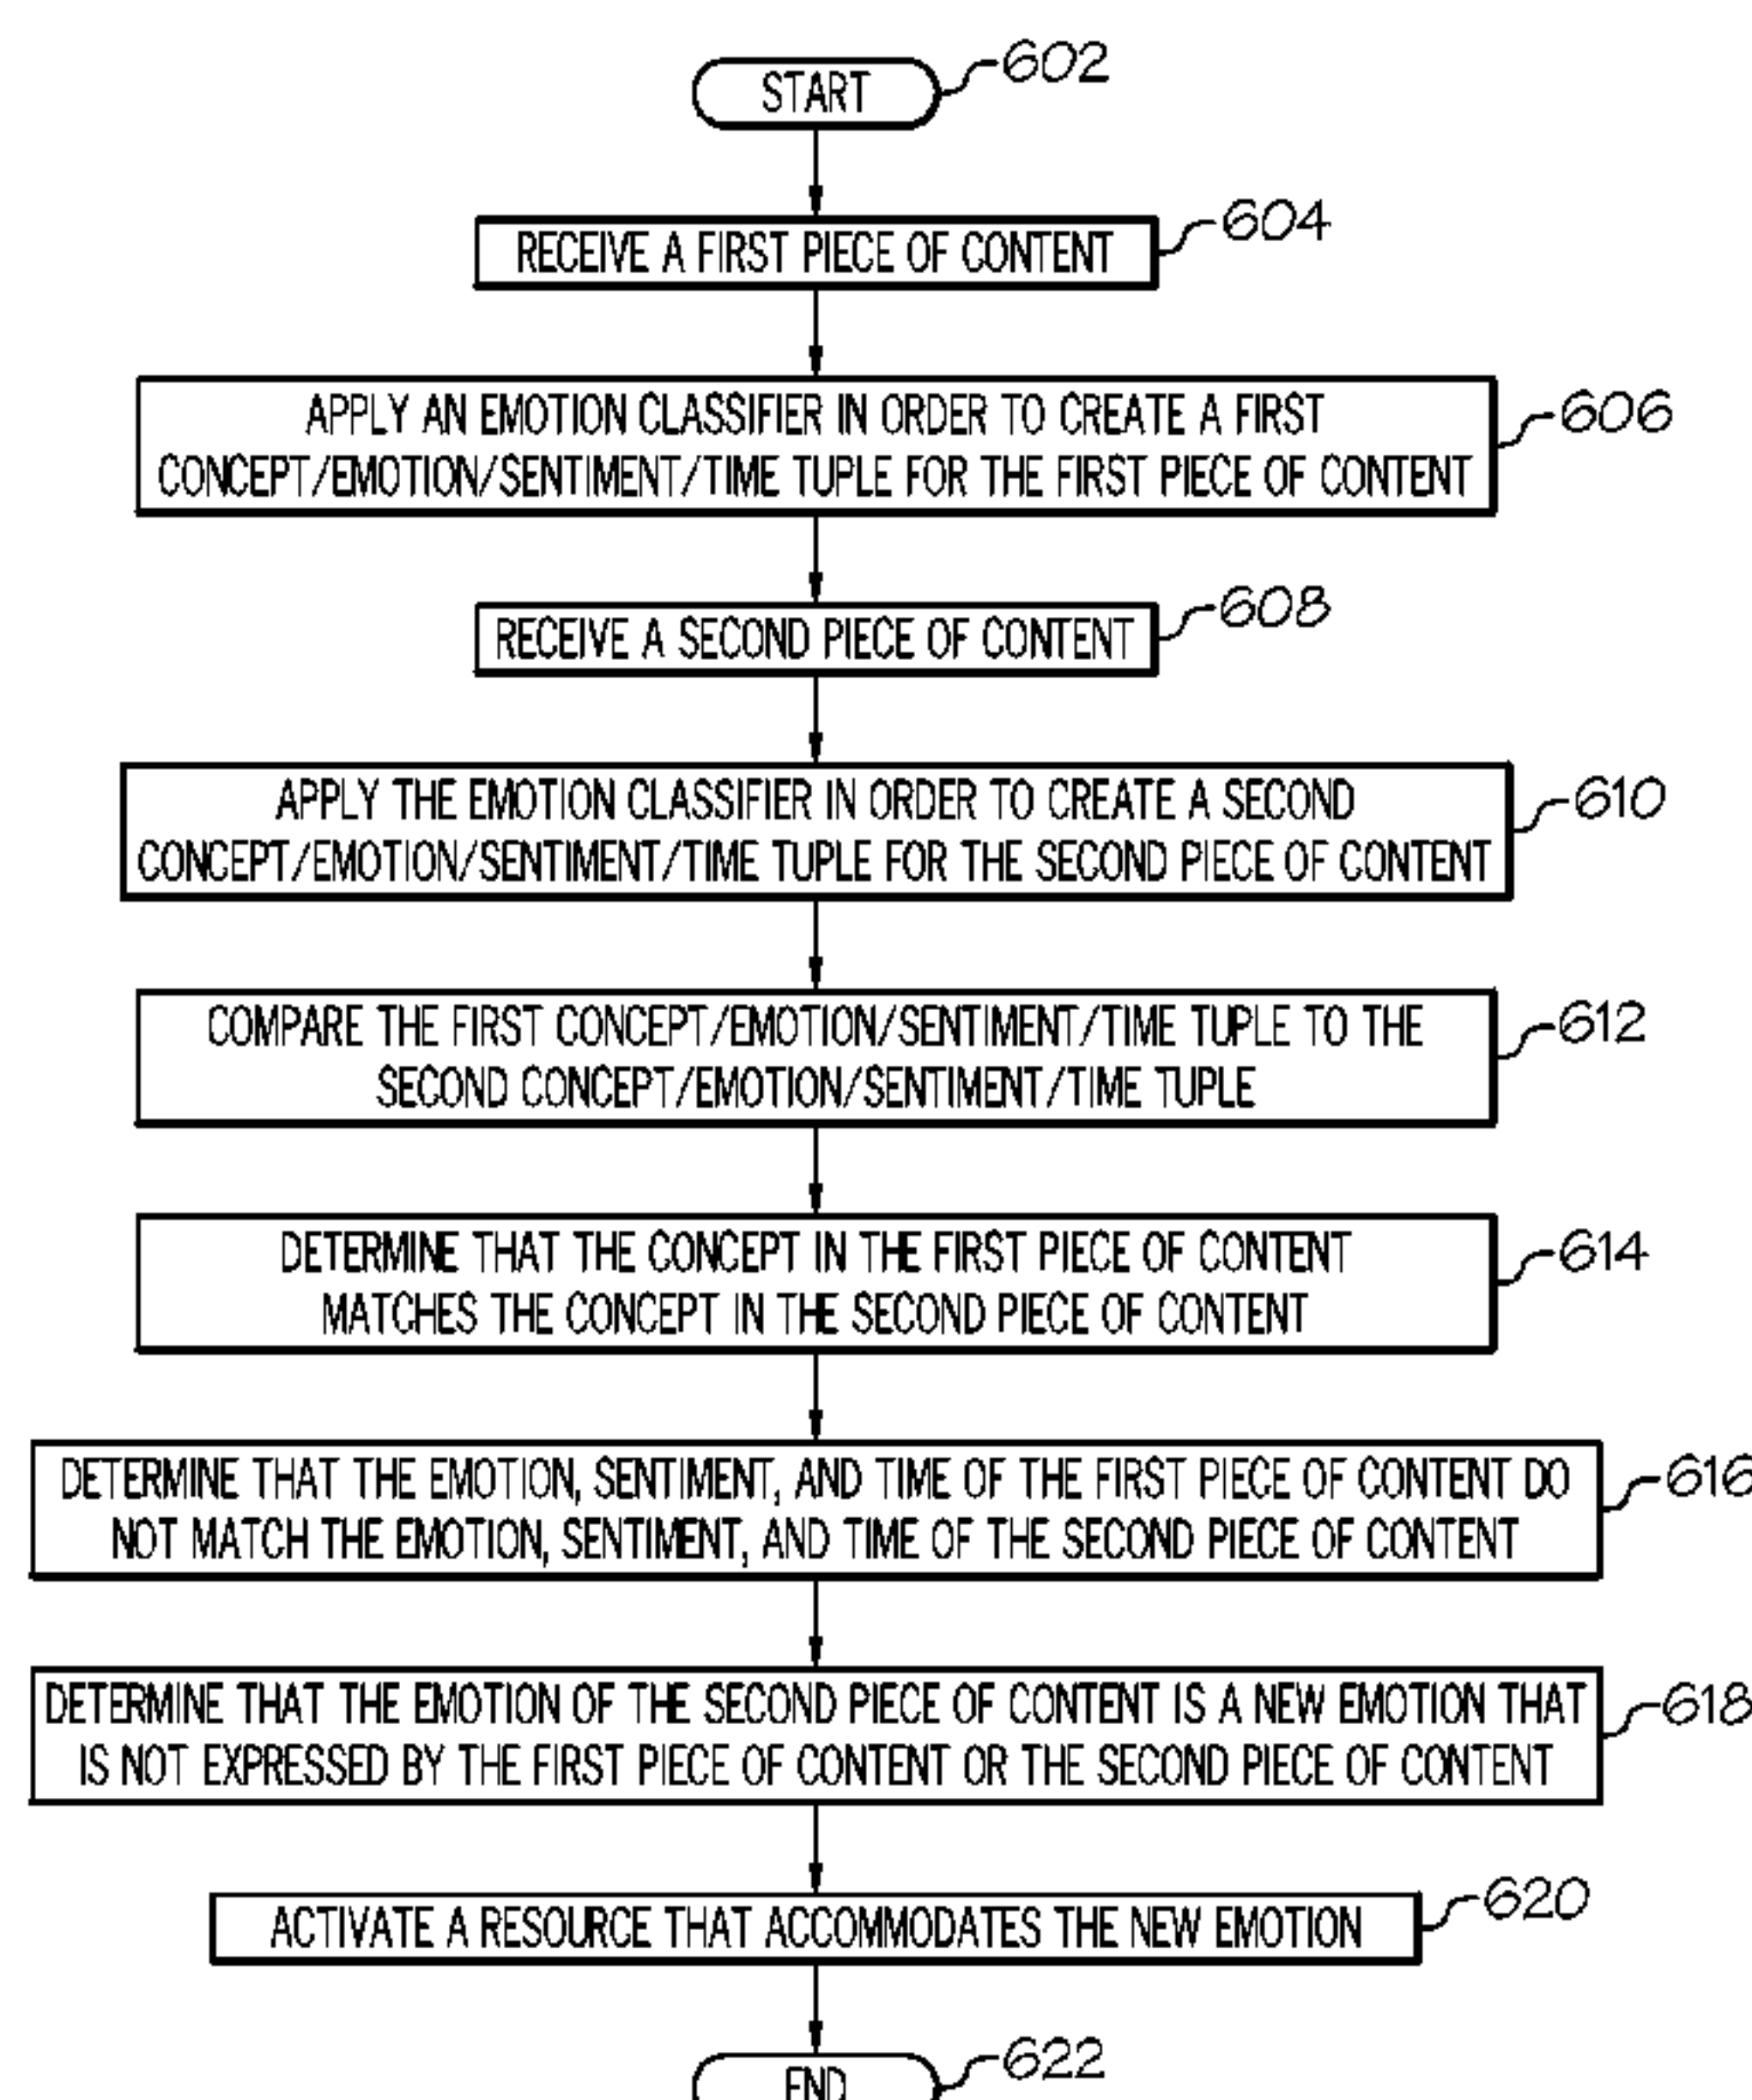 START
602
RECEIVE A FIRST PIECE OF CONTENT
604
APPLY AN EMOTION CLASSIFIER IN ORDER TO CREATE A FIRST
CONCEPT/EMOTION/SENTIMENT/TIME TUPLE FOR THE FIRST PIECE OF CONTENT
606
RECEIVE A SECOND PIECE OF CONTENT
608
APPLY THE EMOTION CLASSIFIER IN ORDER TO CREATE A SECOND
CONCEPT/EMOTION/SENTIMENT/TIME TUPLE FOR THE SECOND PIECE OF CONTENT
610
COMPARE THE FIRST CONCEPT/EMOTION/SENTIMENT/TIME TUPLE TO THE
SECOND CONCEPT/EMOTION/SENTIMENT/TIME TUPLE
612
DETERMINE THAT THE CONCEPT IN THE FIRST PIECE OF CONTENT
MATCHES THE CONCEPT IN THE SECOND PIECE OF CONTENT
614
DETERMINE THAT THE EMOTION, SENTIMENT, AND TIME OF THE FIRST PIECE OF CONTENT DO
NOT MATCH THE EMOTION, SENTIMENT, AND TIME OF THE SECOND PIECE OF CONTENT
616
DETERMINE THAT THE EMOTION OF THE SECOND PIECE OF CONTENT IS A NEW EMOTION THAT
IS NOT EXPRESSED BY THE FIRST PIECE OF CONTENT OR THE SECOND PIECE OF CONTENT
618
ACTIVATE A RESOURCE THAT ACCOMMODATES THE NEW EMOTION
620
END
622